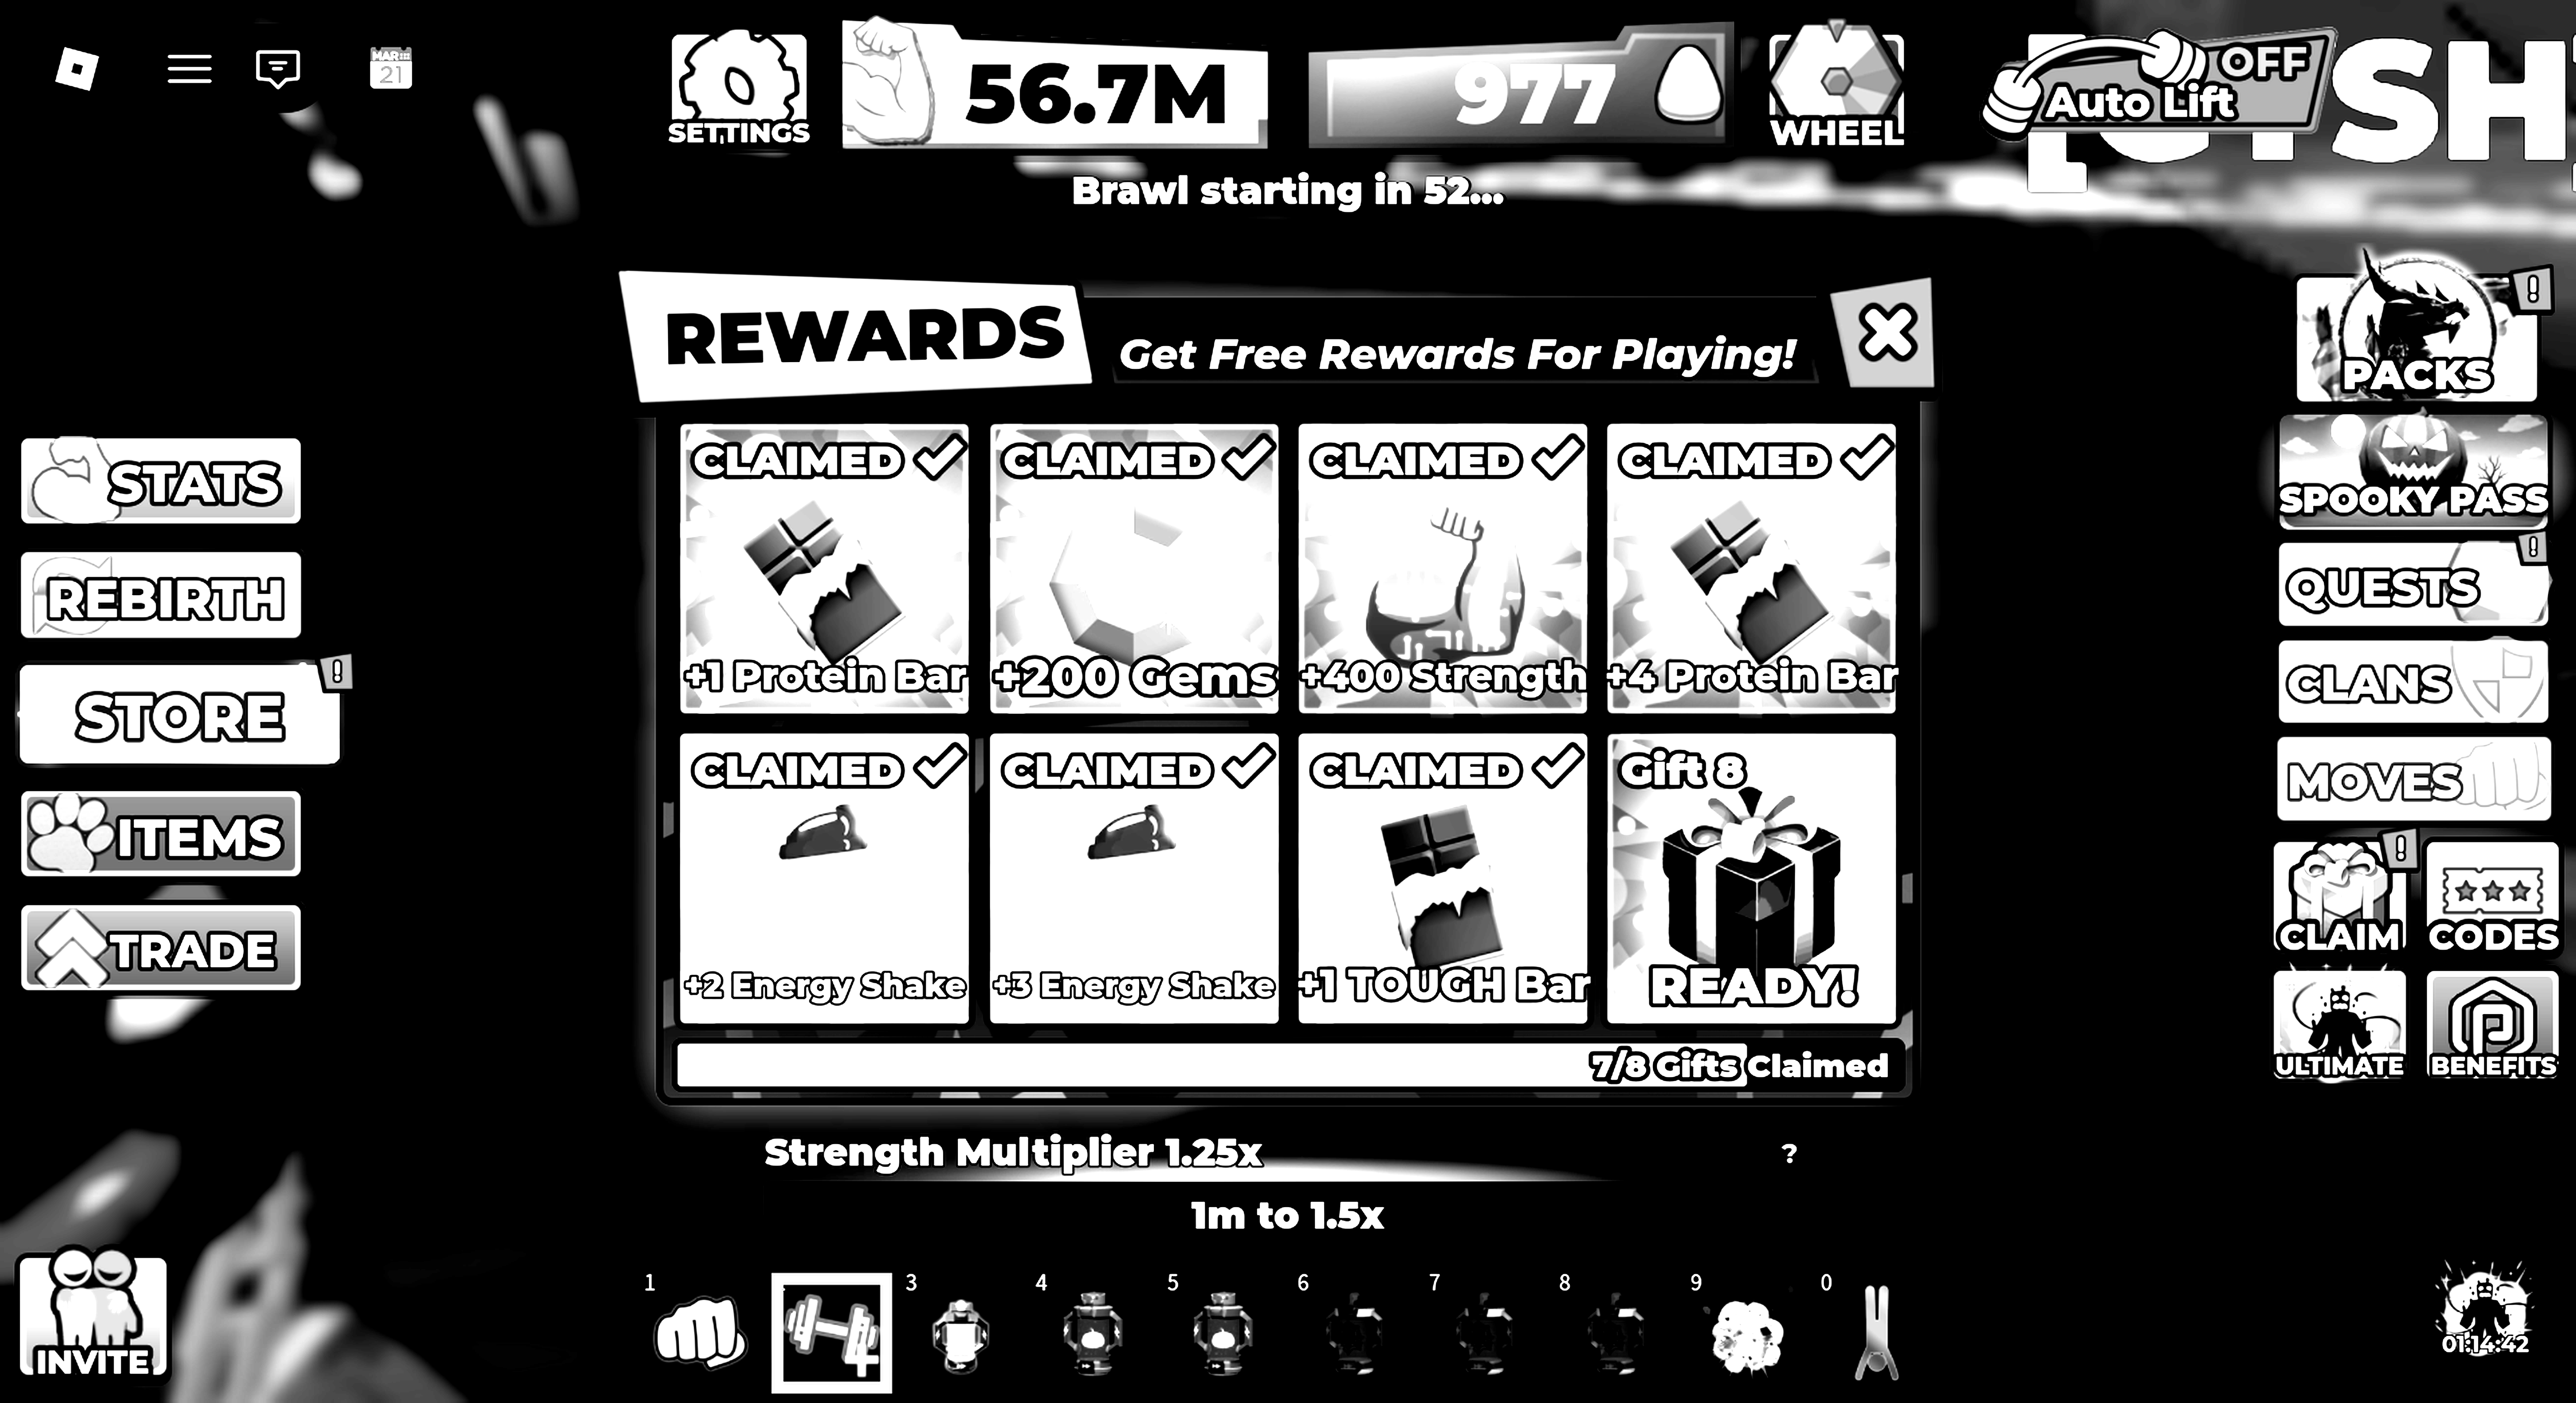 MAR
21
SETTINGS
56.7M
977
WHEEL
OFF
Auto Lift
Brawl starting in 52...
REWARDS
Get Free Rewards For Playing!
CLAIMED
CLAIMED
CLAIMED
CLAIMED
+1 Protein Bar
+200 Gems
+400 Strength
+4 Protein Bar
CLAIMED
CLAIMED
CLAIMED
Gift 8
+2 Energy Shake
+3 Energy Shake
+1 TOUGH Bar
READY!
7/8 Gifts Claimed
STATS
REBIRTH
!
STORE
ITEMS
TRADE
INVITE
!
PACKS
SPOOKY PASS
!
QUESTS
CLANS
MOVES
!
CLAIM
CODES
ULTIMATE
BENEFITS
Strength Multiplier 1.25x
?
1m to 1.5x
1
3
4
5
6
7
8
9
0
01:14:42